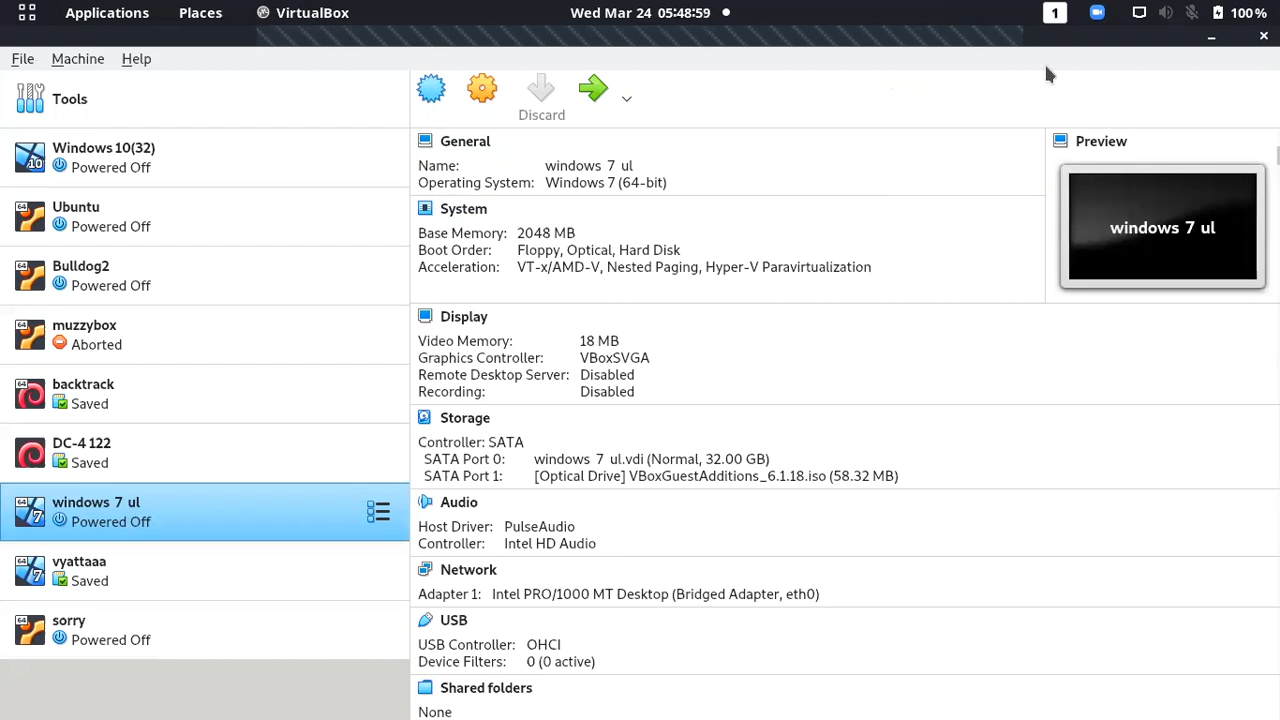 Applications Places VirtualBox Wed Mar 24 05:48:59 1 100%
File Machine Help
Tools
Windows 10(32)
Powered Off
Ubuntu
Powered Off
Bulldog2
Powered Off
muzzybox
Aborted
backtrack
Saved
DC-4 122
Saved
windows 7 ul
Powered Off
vyattaaa
Saved
sorry
Powered Off
Discard
General
Name: windows 7 ul
Operating System: Windows 7 (64-bit)
System
Base Memory: 2048 MB
Boot Order: Floppy, Optical, Hard Disk
Acceleration: VT-x/AMD-V, Nested Paging, Hyper-V Paravirtualization
Preview
windows 7 ul
Display
Video Memory: 18 MB
Graphics Controller: VBoxSVGA
Remote Desktop Server: Disabled
Recording: Disabled
Storage
Controller: SATA
SATA Port 0: windows 7 ul.vdi (Normal, 32.00 GB)
SATA Port 1: [Optical Drive] VBoxGuestAdditions_6.1.18.iso (58.32 MB)
Audio
Host Driver: PulseAudio
Controller: Intel HD Audio
Network
Adapter 1: Intel PRO/1000 MT Desktop (Bridged Adapter, eth0)
USB
USB Controller: OHCI
Device Filters: 0 (0 active)
Shared folders
None